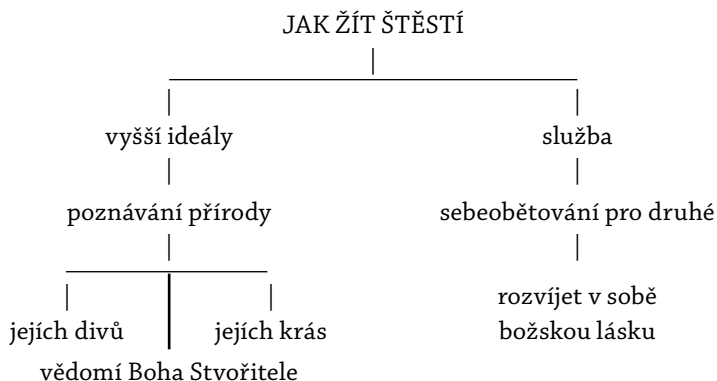 JAK ŽÍT ŠTĚSTÍ
vyšší ideály
služba
poznávání přírody
sebeobětování pro druhé
jejích divů
jejích krás
vědomí Boha Stvořitele
rozvíjet v sobě
božskou lásku